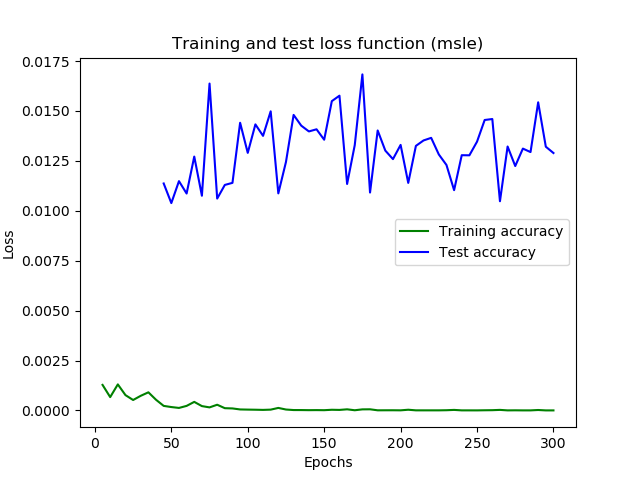 Training and test loss function (msle)
0.0175
0.0150
0.0125
0.0100
0.0075
0.0050
0.0025
0.0000
Loss
Training accuracy
Test accuracy
0 50 100 150 200 250 300
Epochs